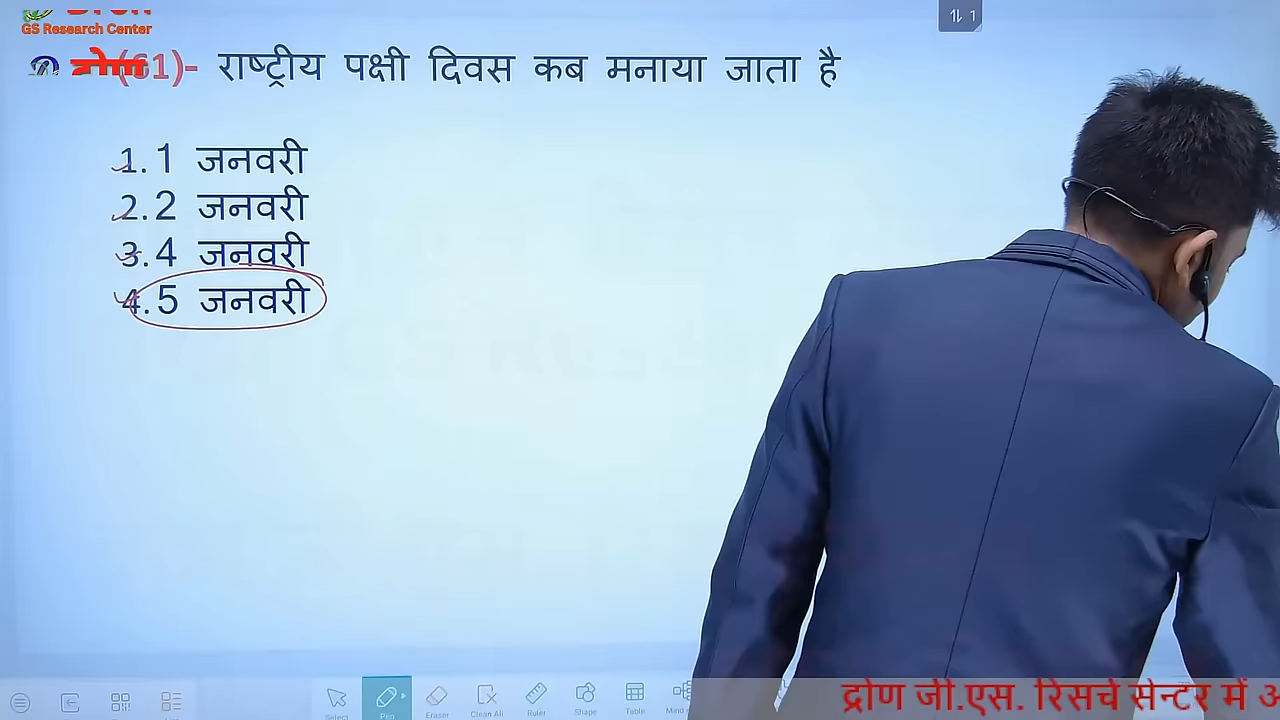 GS Research Center
1
(61)- राष्ट्रीय पक्षी दिवस कब मनाया जाता है
1. 1 जनवरी
2. 2 जनवरी
3. 4 जनवरी
4. 5 जनवरी
Select
Pen
Eraser
Clean All
Ruler
Shape
Table
Mind
द्रोण जी.एस. रिसर्च सेन्टर में